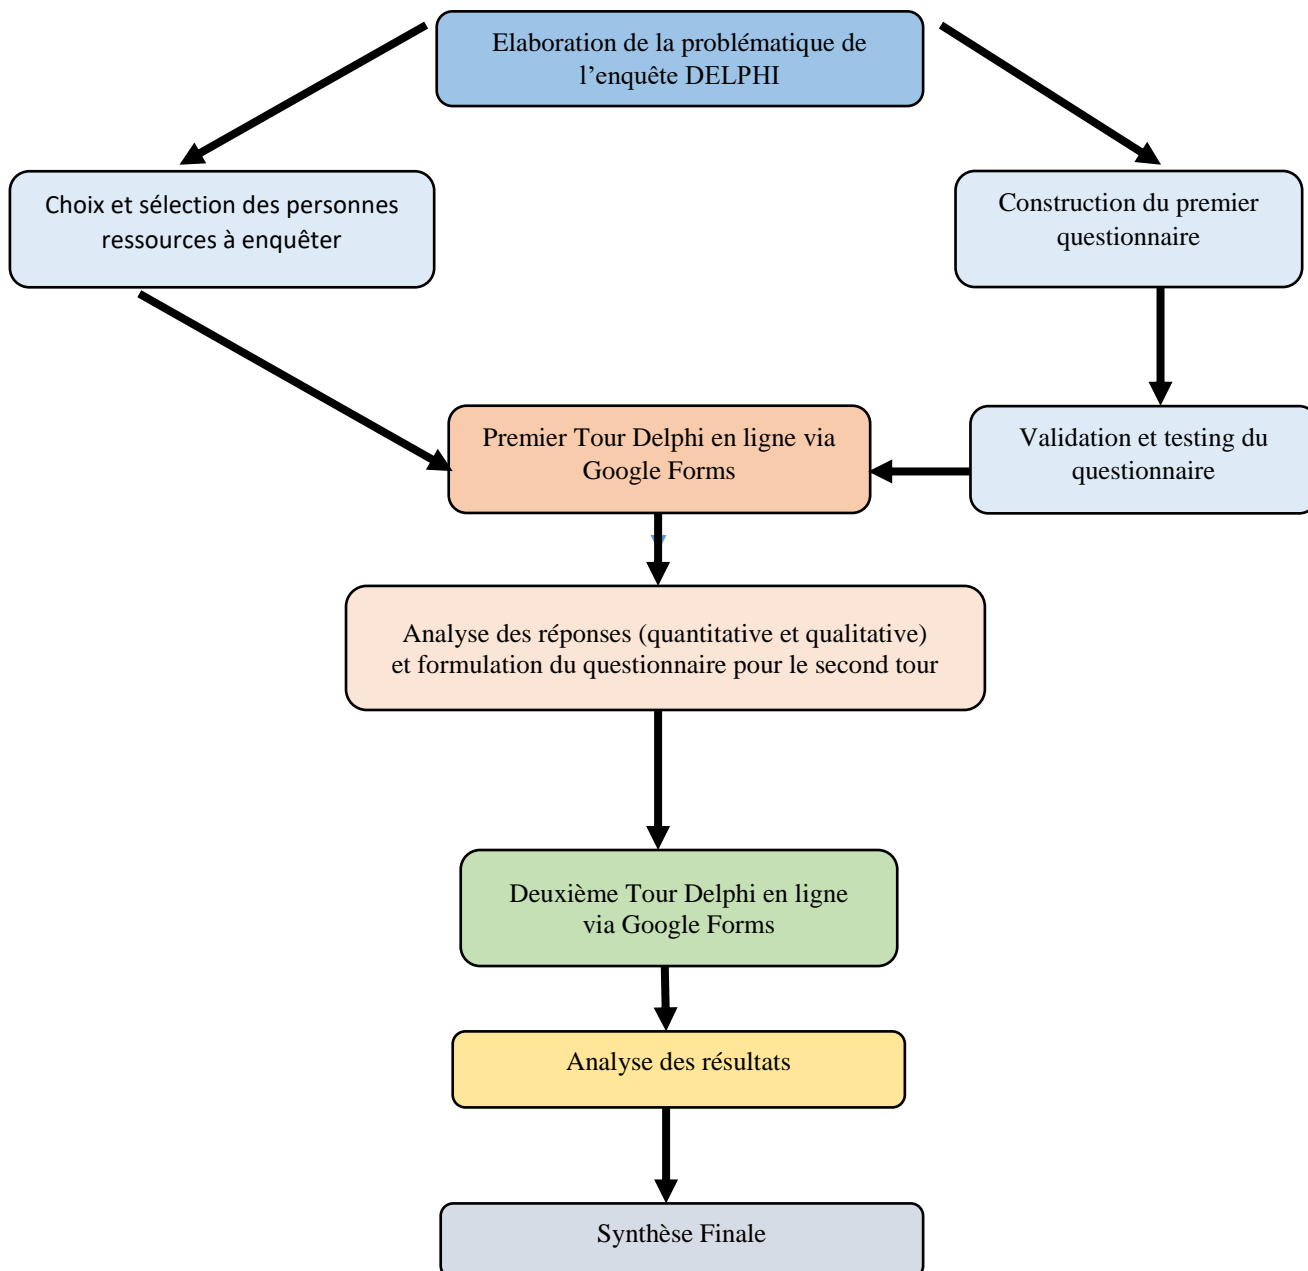 Elaboration de la problématique de
l’enquête DELPHI
Choix et sélection des personnes
ressources à enquêter
Construction du premier
questionnaire
Premier Tour Delphi en ligne via
Google Forms
Validation et testing du
questionnaire
Analyse des réponses (quantitative et qualitative)
et formulation du questionnaire pour le second tour
Deuxième Tour Delphi en ligne
via Google Forms
Analyse des résultats
Synthèse Finale